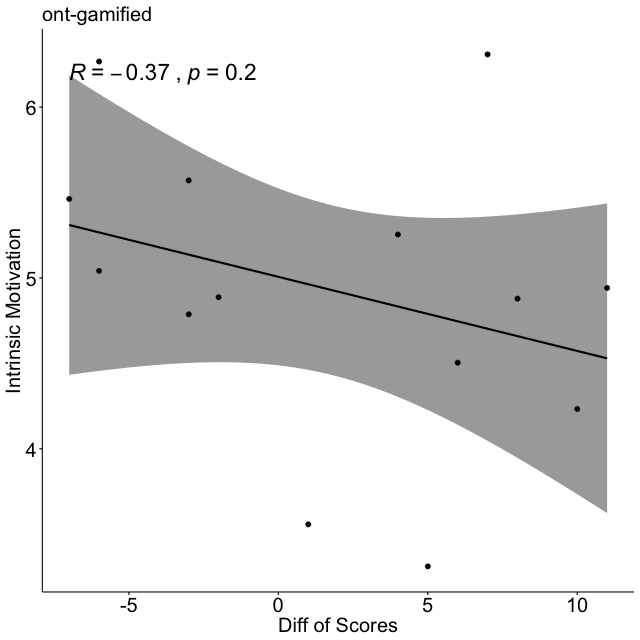 ont-gamified
R = −0.37 , p = 0.2
6
5
4
Intrinsic Motivation
-5 0 5 10
Diff of Scores